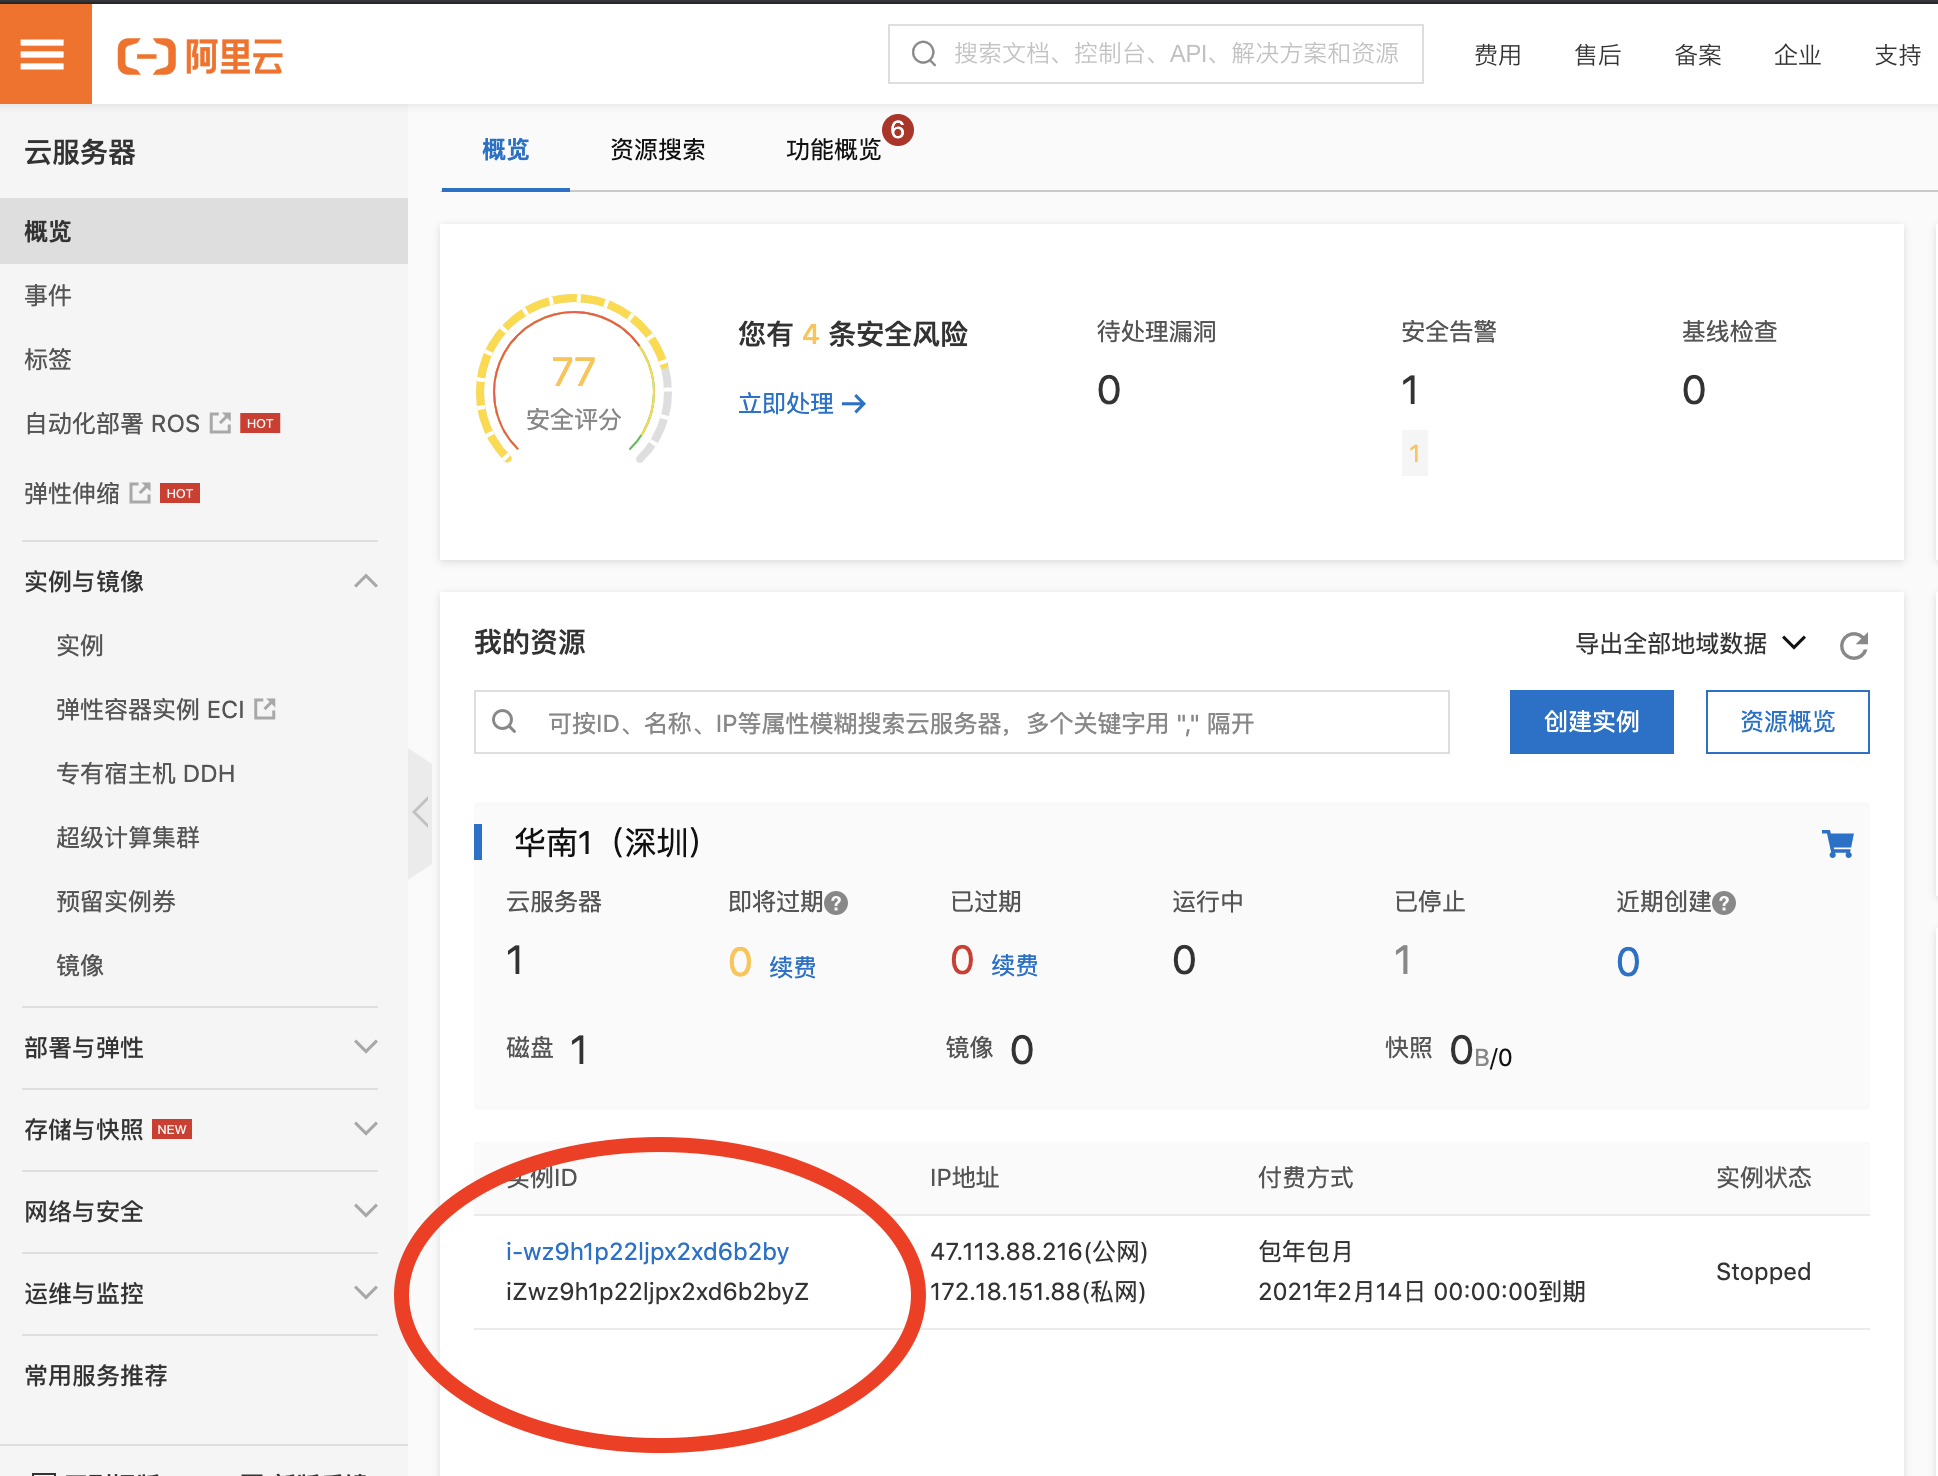 阿里云
搜索文档、控制台、API、解决方案和资源
费用 售后 备案 企业 支持
云服务器
概览
事件
标签
自动化部署 ROS HOT
弹性伸缩 HOT
实例与镜像
实例
弹性容器实例 ECI
专有宿主机 DDH
超级计算集群
预留实例券
镜像
部署与弹性
存储与快照 NEW
网络与安全
运维与监控
常用服务推荐
概览 资源搜索 功能概览 6
77
安全评分
您有 4 条安全风险
立即处理
待处理漏洞
0
安全告警
1
1
基线检查
0
我的资源
导出全部地域数据
可按ID、名称、IP等属性模糊搜索云服务器，多个关键字用 "," 隔开
创建实例
资源概览
华南1（深圳）
云服务器 即将过期 已过期 运行中 已停止 近期创建
1 0 续费 0 续费 0 1 0
磁盘 1 镜像 0 快照 0B/0
实例ID IP地址 付费方式 实例状态
i-wz9h1p22ljpx2xd6b2by 47.113.88.216(公网) 包年包月
iZwz9h1p22ljpx2xd6b2byZ 172.18.151.88(私网) 2021年2月14日 00:00:00到期
Stopped